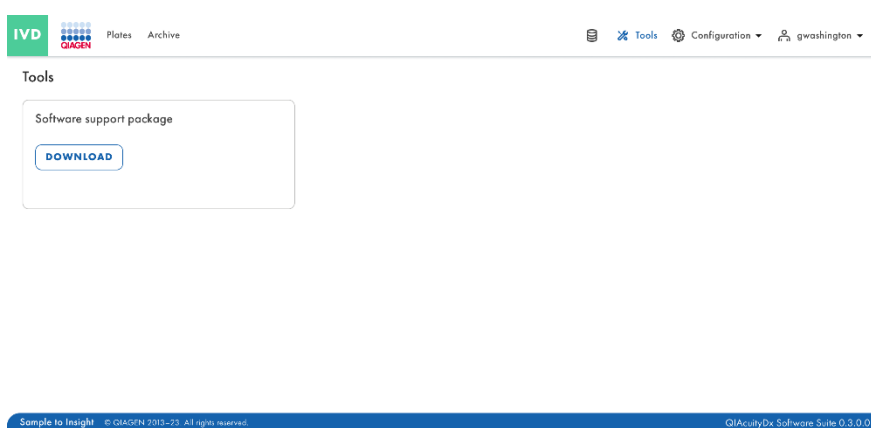 IVD QIAGEN Plates Archive Tools Configuration gwashington
Tools
Software support package
DOWNLOAD
Sample to Insight © QIAGEN 2013–23. All rights reserved. QIAcuityDx Software Suite 0.3.0.0